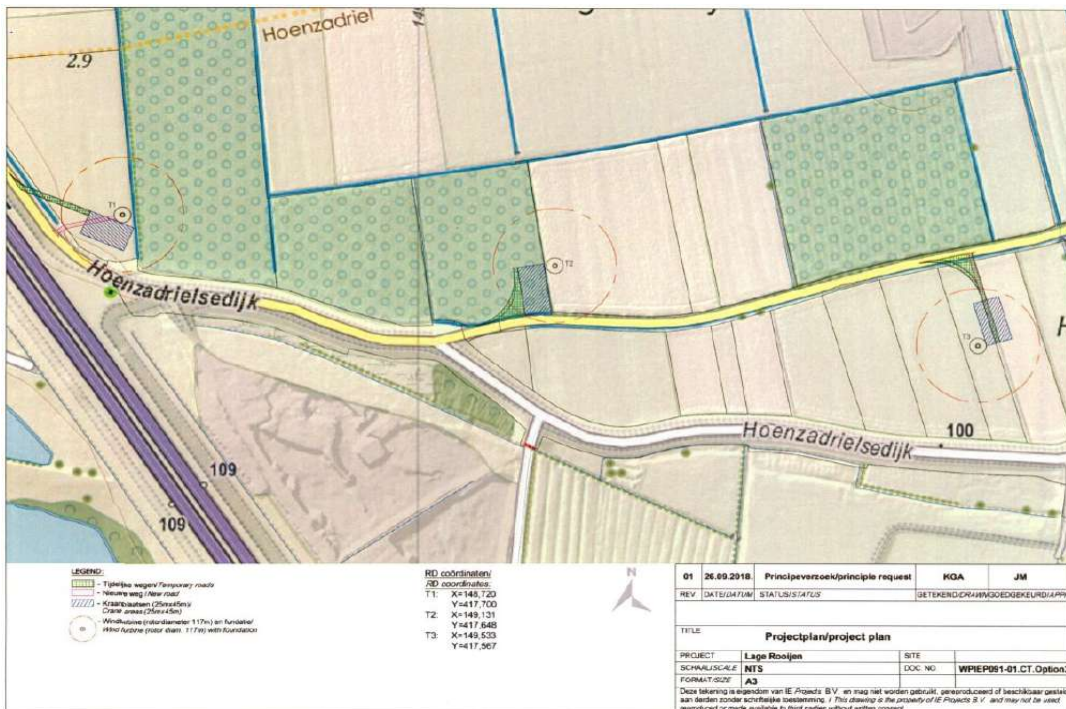 Hoenzadriel
2.9
T1
Hoenzadrielsedijk
T2
T3
109
109
Hoenzadrielsedijk
100
LEGEND:
- Tijdelijke wegen/Temporary roads
- Nieuwe weg/New road
- Kraanplaatsen (25mx45m)/
Crane areas (25mx45m)
- Windturbine (rotordiameter 117m) en fundatie/
Wind turbine (rotor diam. 117m) with foundation
RD coördinaten/
RD coordinates:
T1: X=148,720
Y=417,700
T2: X=149,131
Y=417,648
T3: X=149,533
Y=417,567
N
01 26.09.2018. Principeverzoek/principle request KGA JM
REV. DATE/DATUM STATUS/STATUS GETEKEND/DRAWN GOEDGEKEURD/APPR
TITLE
Projectplan/project plan
PROJECT Lage Rooijen SITE
SCHAAL/SCALE NTS DOC. NO WPIEP091-01.CT.Option
FORMAT/SIZE A3
Deze tekening is eigendom van IE Projects B.V. en mag niet worden gebruikt, gereproduceerd of beschikbaar gesteld
aan derden zonder schriftelijke toestemming. / This drawing is the property of IE Projects B.V. and may not be used,
reproduced or made available to third parties without written consent.